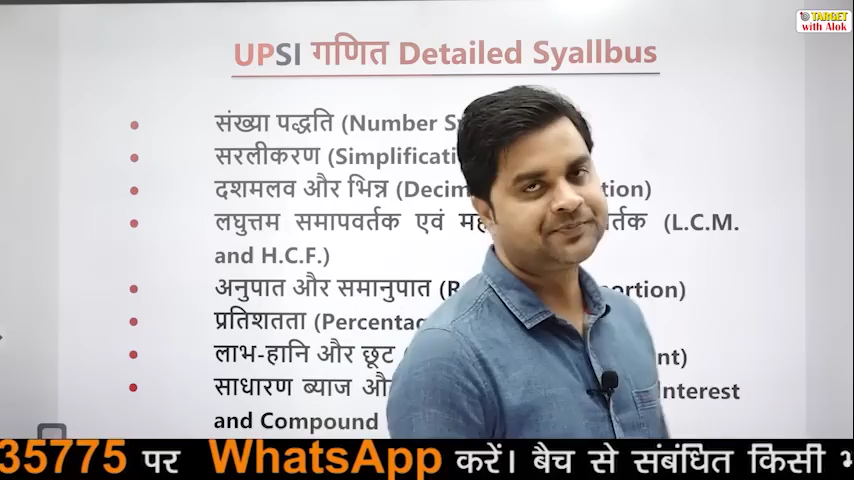 TARGET
with Alok
UPSI गणित Detailed Syallbus
संख्या पद्धति (Number
सरलीकरण (Simplificati
दशमलव और भिन्न (Decim tion)
लघुत्तम समापवर्तक एवं मह र्तक (L.C.M.
and H.C.F.)
अनुपात और समानुपात (R ortion)
प्रतिशतता (Percentag
लाभ-हानि और छूट nt)
साधारण ब्याज औ Interest
and Compound
35775 पर WhatsApp करें। बैच से संबंधित किसी